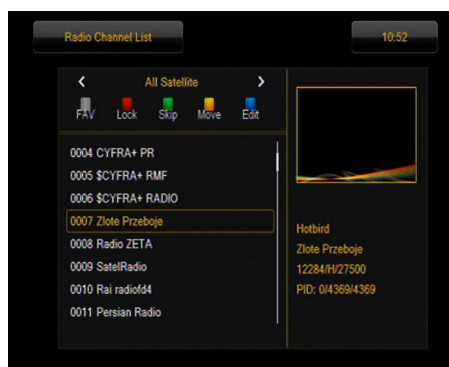 Radio Channel List
10:52
< All Satellite >
FAV Lock Skip Move Edit
0004 CYFRA+ PR
0005 $CYFRA+ RMF
0006 $CYFRA+ RADIO
0007 Zlote Przeboje
0008 Radio ZETA
0009 SatelRadio
0010 Rai radiofd4
0011 Persian Radio
Hotbird
Zlote Przeboje
12284/H/27500
PID: 0/4369/4369